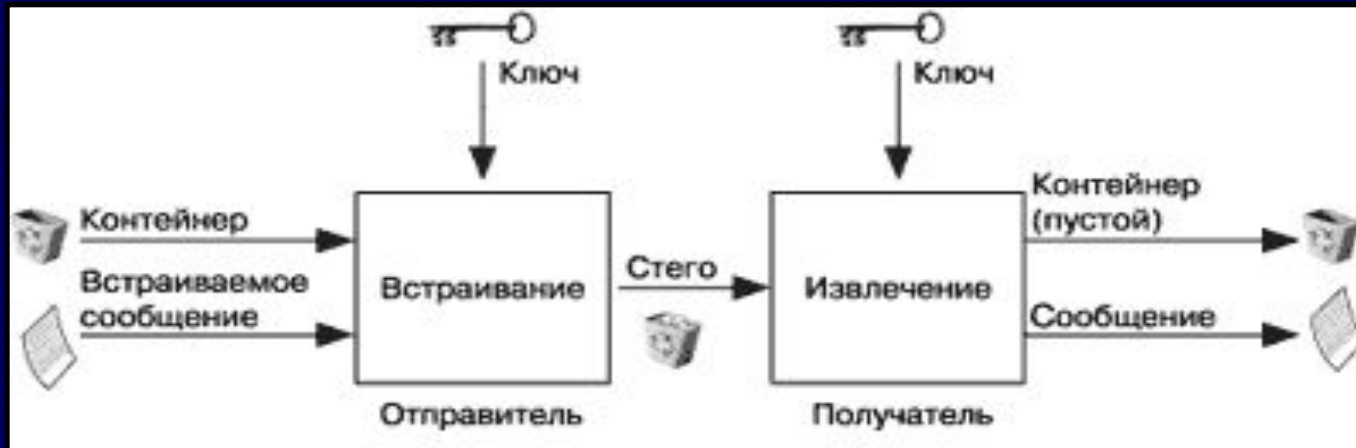 Ключ
Ключ
Контейнер
Встраиваемое
сообщение
Встраивание
Стего
Извлечение
Контейнер
(пустой)
Сообщение
Отправитель
Получатель